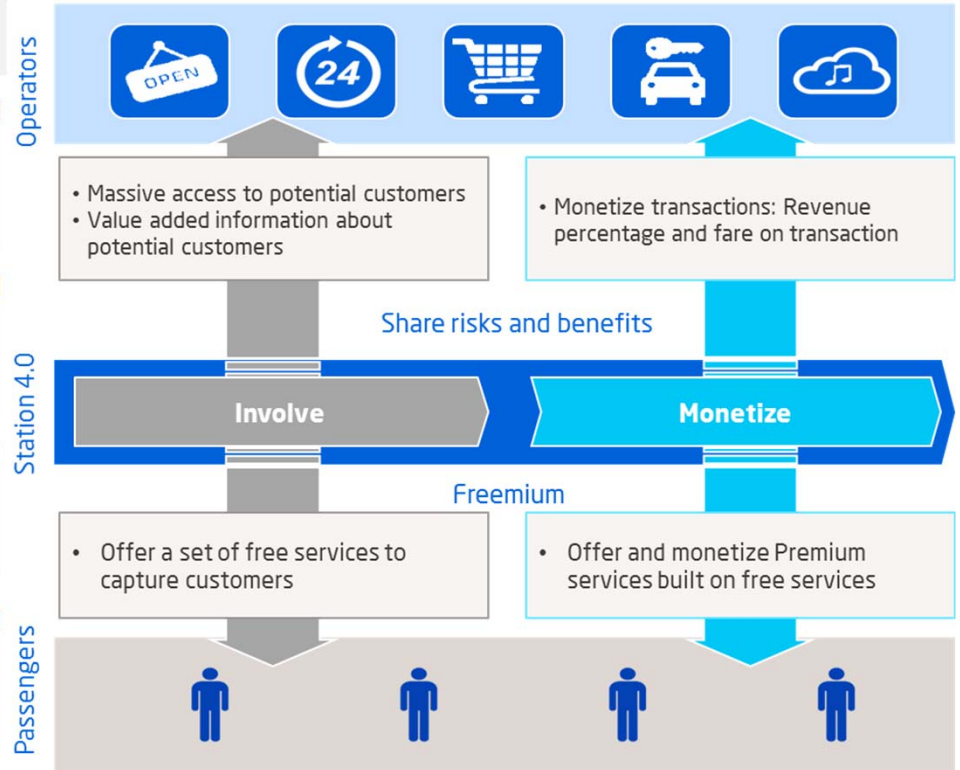 Operators
OPEN
24
• Massive access to potential customers
• Value added information about
potential customers
• Monetize transactions: Revenue
percentage and fare on transaction
Share risks and benefits
Station 4.0
Involve
Monetize
Freemium
• Offer a set of free services to
capture customers
• Offer and monetize Premium
services built on free services
Passengers